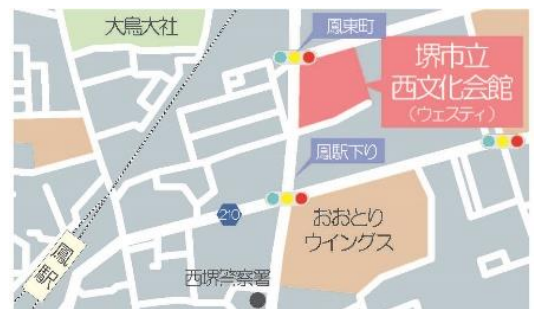 大鳥大社
鳳東町
堺市立
西文化会館
（ウェスティ）
鳳駅下り
210
おおとり
ウイングス
鳳駅
西堺警察署